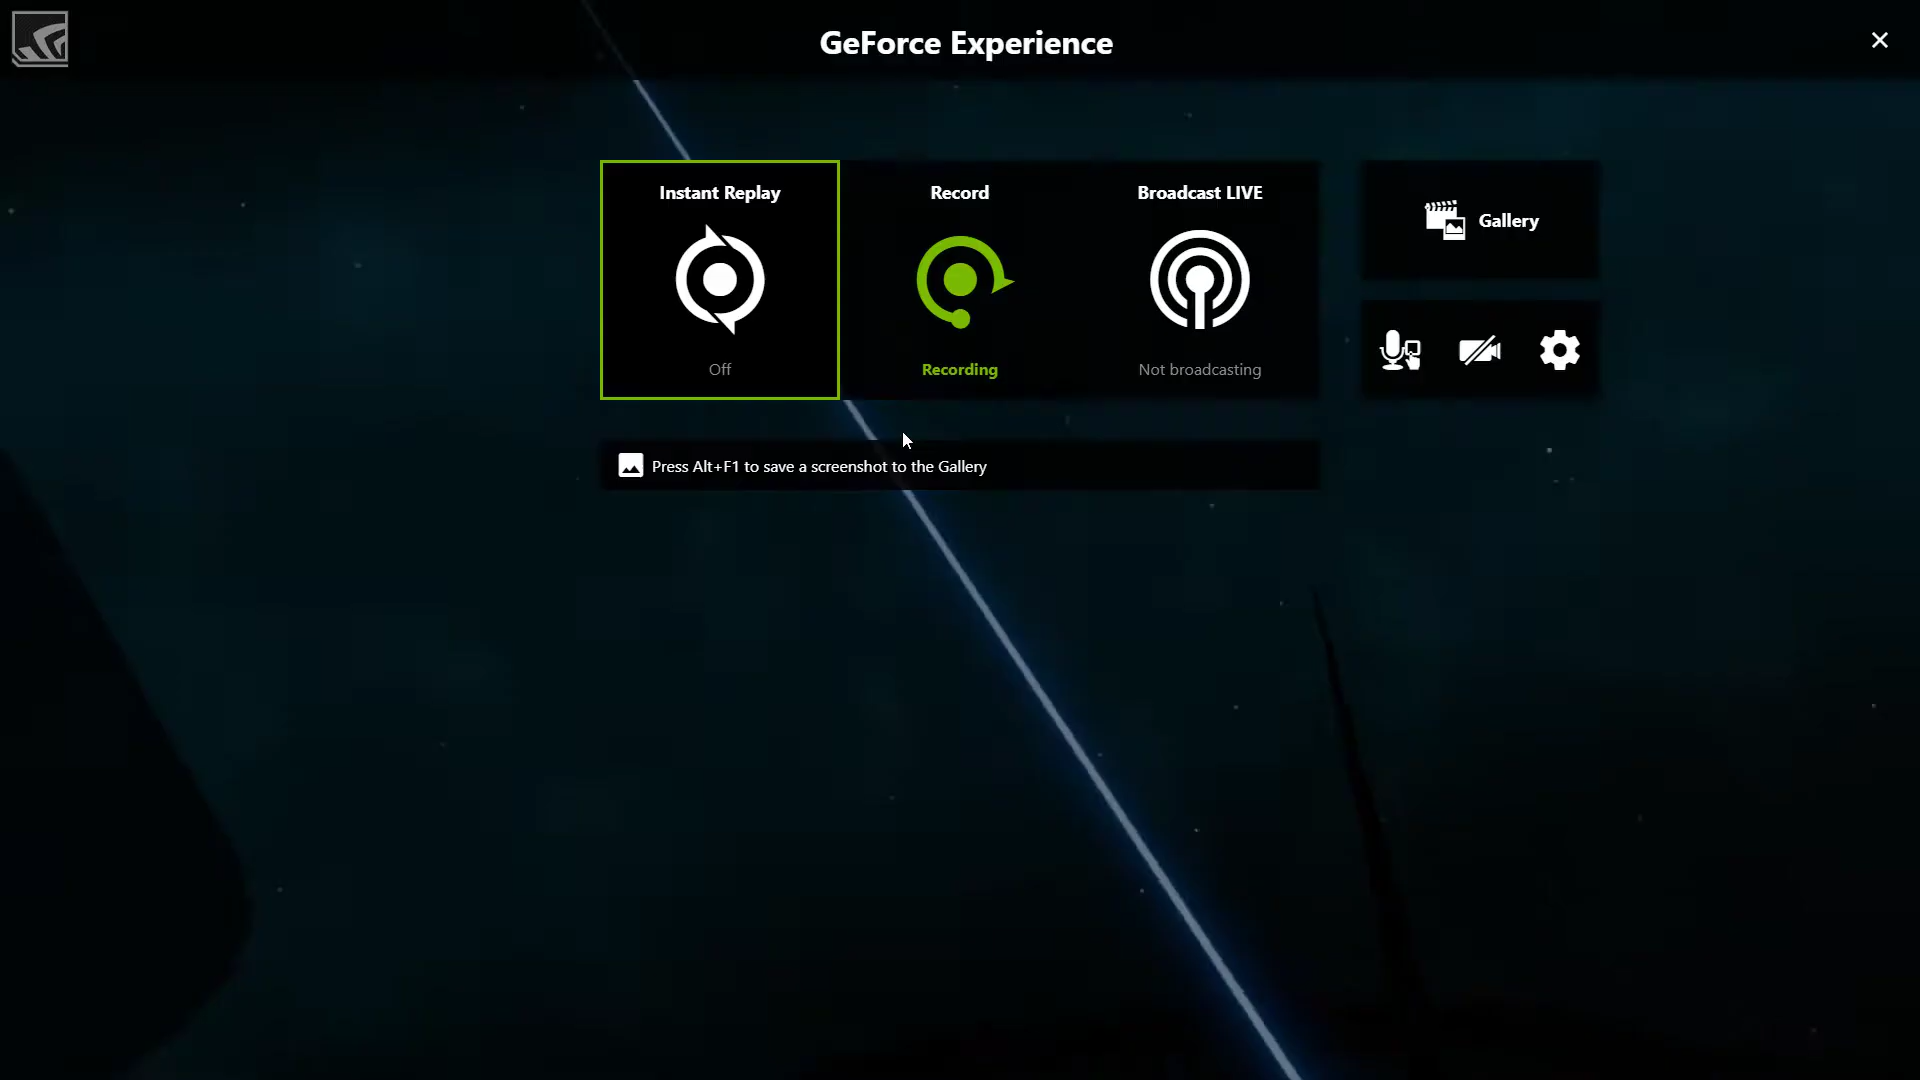 GeForce Experience
Instant Replay
Off
Record
Recording
Broadcast LIVE
Not broadcasting
Gallery
Press Alt+F1 to save a screenshot to the Gallery